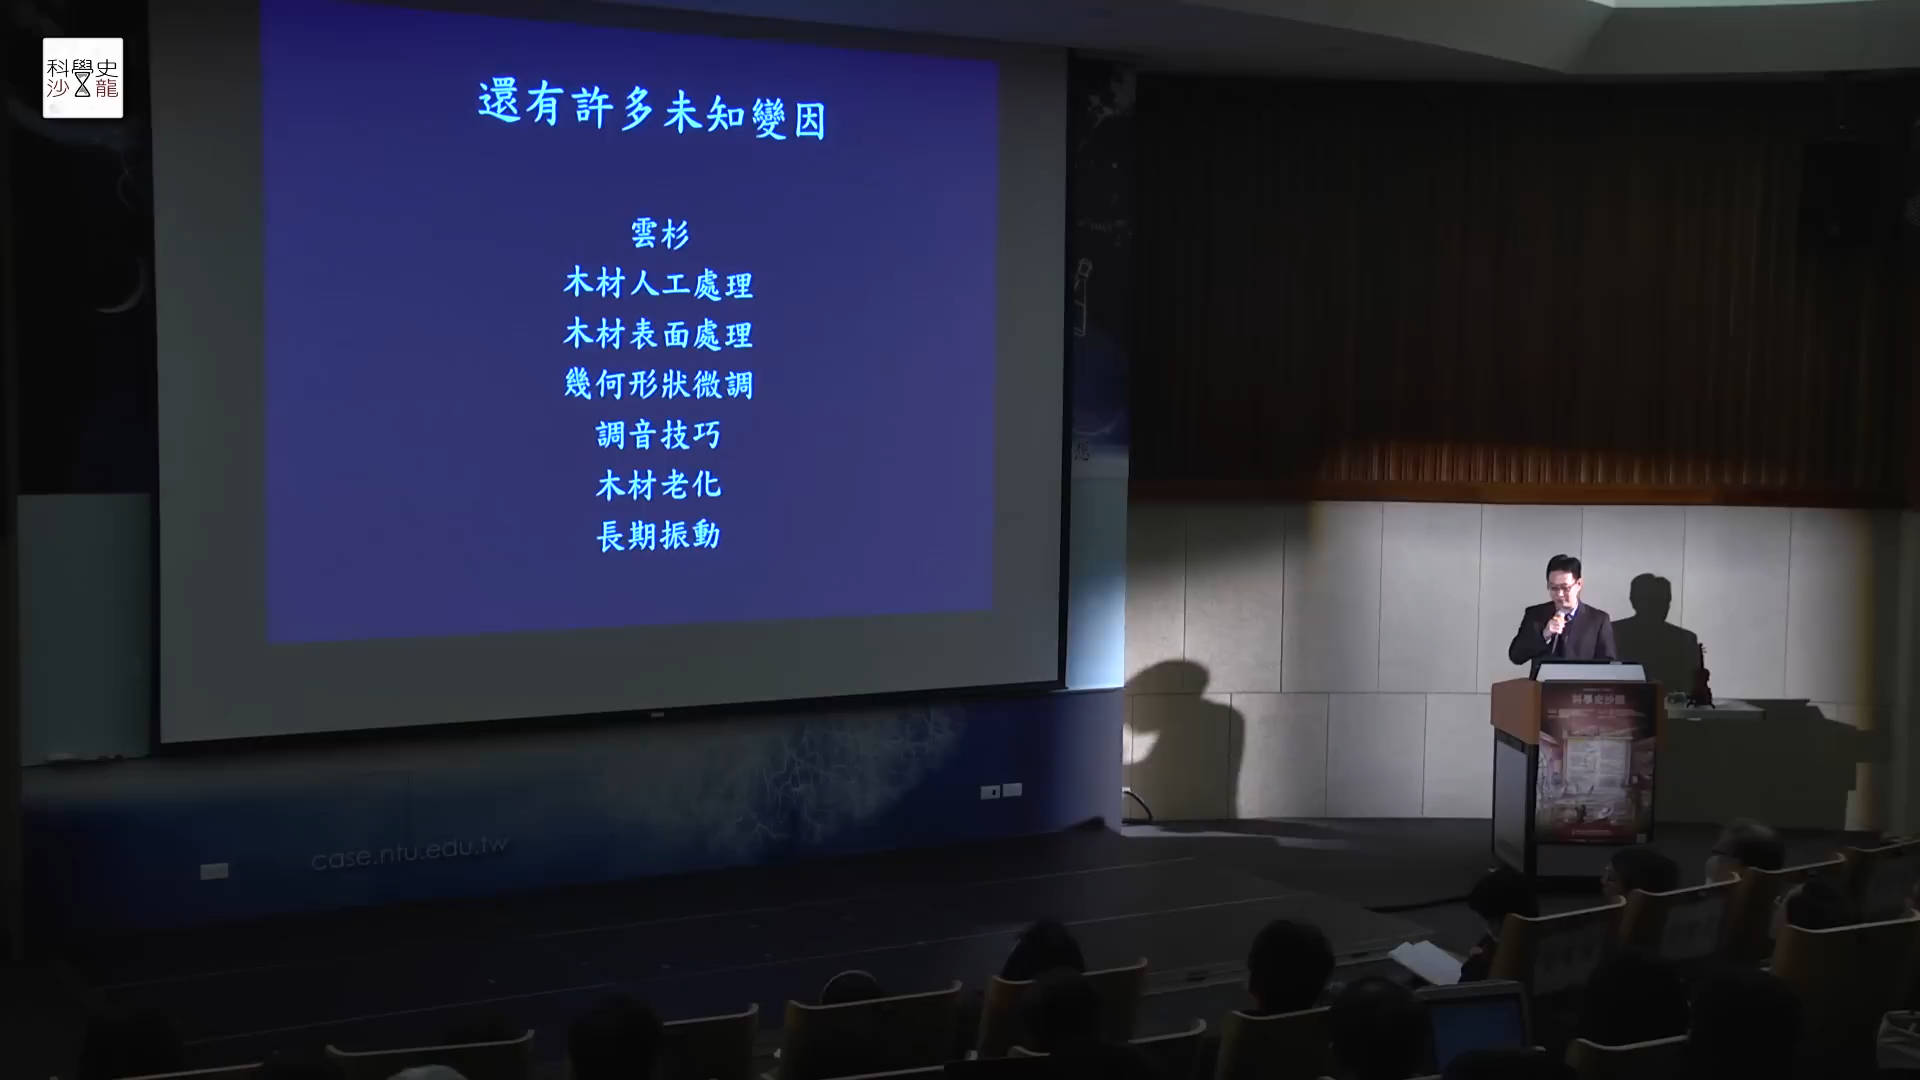 科學史
沙龍
還有許多未知變因
雲杉
木材人工處理
木材表面處理
幾何形狀微調
調音技巧
木材老化
長期振動
case.ntu.edu.tw
科學史沙龍